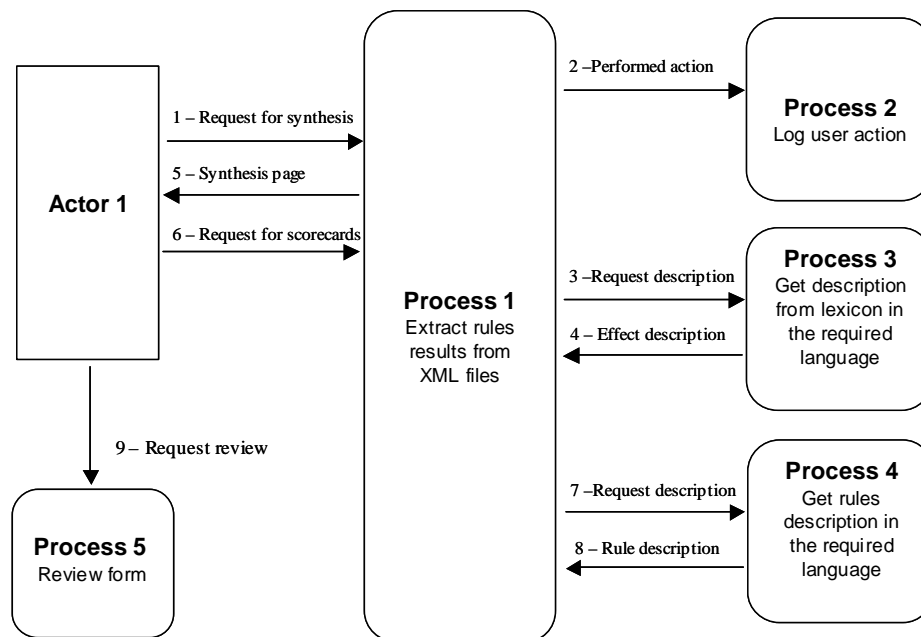 Actor 1
1 – Request for synthesis
5 – Synthesis page
6 – Request for scorecards
9 – Request review
Process 5
Review form
Process 1
Extract rules
results from
XML files
2 –Performed action
3 –Request description
4 – Effect description
7 –Request description
8 – Rule description
Process 2
Log user action
Process 3
Get description
from lexicon in
the required
language
Process 4
Get rules
description in
the required
language